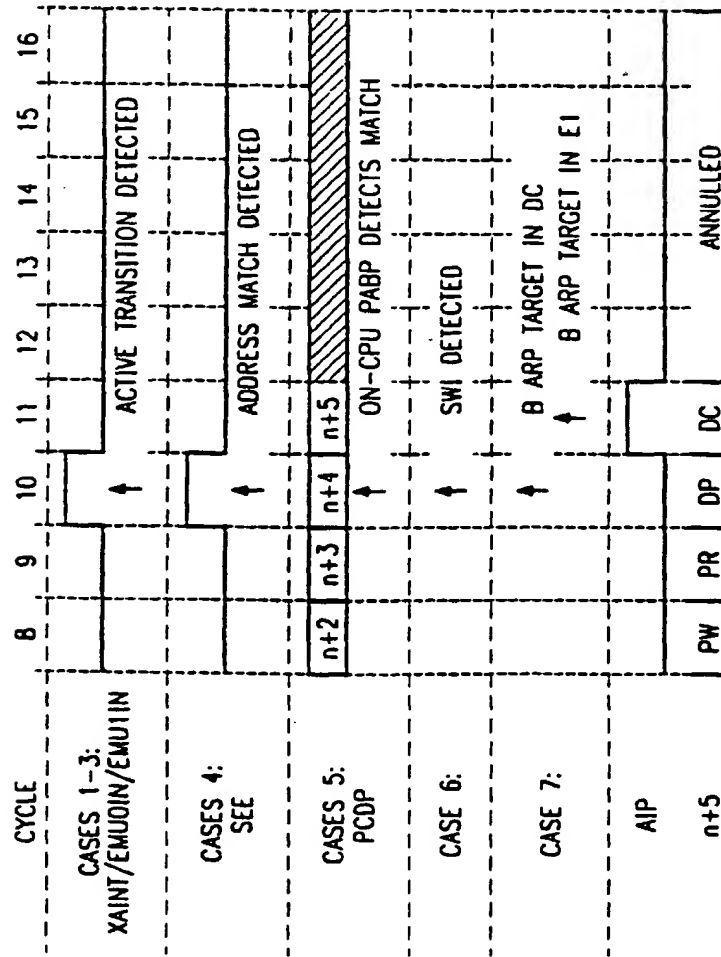 CYCLE 8 9 10 11 12 13 14 15 16
CASES 1-3:
XAINT/EMU0IN/EMU1IN
ACTIVE TRANSITION DETECTED
CASES 4:
SEE
ADDRESS MATCH DETECTED
CASES 5:
PCDP
n+2 n+3 n+4 n+5
ON-CPU PABP DETECTS MATCH
CASE 6:
SWI DETECTED
CASE 7:
B ARP TARGET IN DC
B ARP TARGET IN E1
AIP
n+5 PW PR DP DC ANNULLED